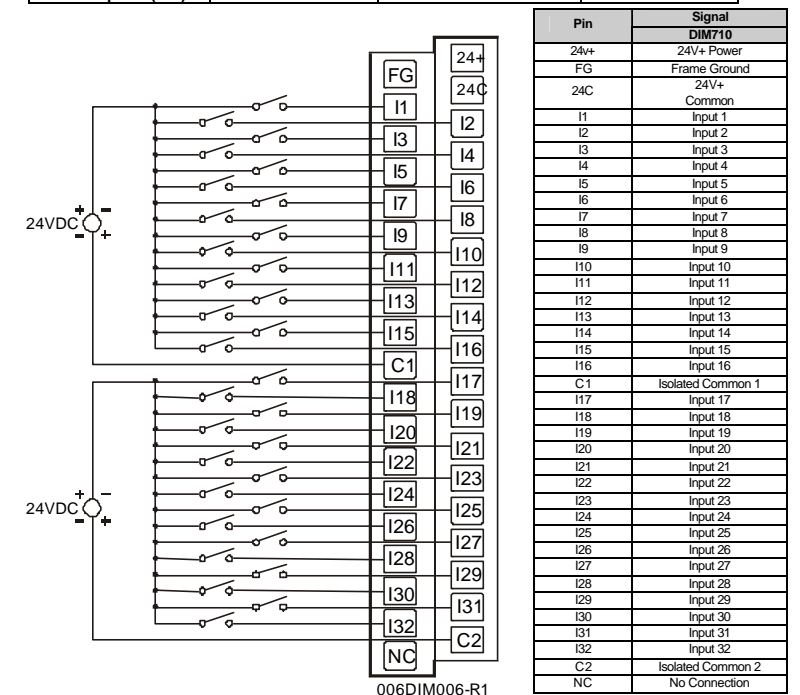 24+
FG
24C
I1
I2
I3
I4
I5
I6
I7
I8
I9
I10
I11
I12
I13
I14
I15
I16
C1
I17
I18
I19
I20
I21
I22
I23
I24
I25
I26
I27
I28
I29
I30
I31
I32
C2
NC
+ -
24VDC
- +
+ -
24VDC
- +
006DIM006-R1
Pin Signal
DIM710
24v+ 24V+ Power
FG Frame Ground
24C 24V+
Common
I1 Input 1
I2 Input 2
I3 Input 3
I4 Input 4
I5 Input 5
I6 Input 6
I7 Input 7
I8 Input 8
I9 Input 9
I10 Input 10
I11 Input 11
I12 Input 12
I13 Input 13
I14 Input 14
I15 Input 15
I16 Input 16
C1 Isolated Common 1
I17 Input 17
I18 Input 18
I19 Input 19
I20 Input 20
I21 Input 21
I22 Input 22
I23 Input 23
I24 Input 24
I25 Input 25
I26 Input 26
I27 Input 27
I28 Input 28
I29 Input 29
I30 Input 30
I31 Input 31
I32 Input 32
C2 Isolated Common 2
NC No Connection